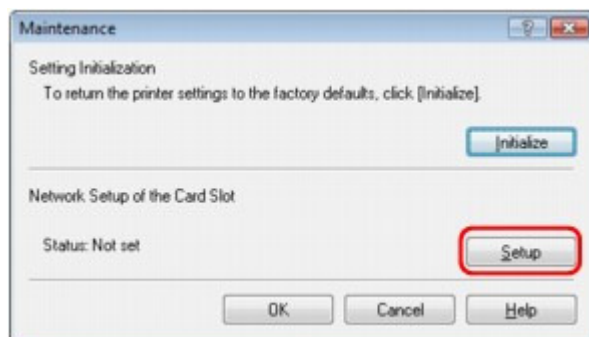 Maintenance
Setting Initialization
To return the printer settings to the factory defaults, click [Initialize].
Initialize
Network Setup of the Card Slot
Status: Not set
Setup
OK Cancel Help